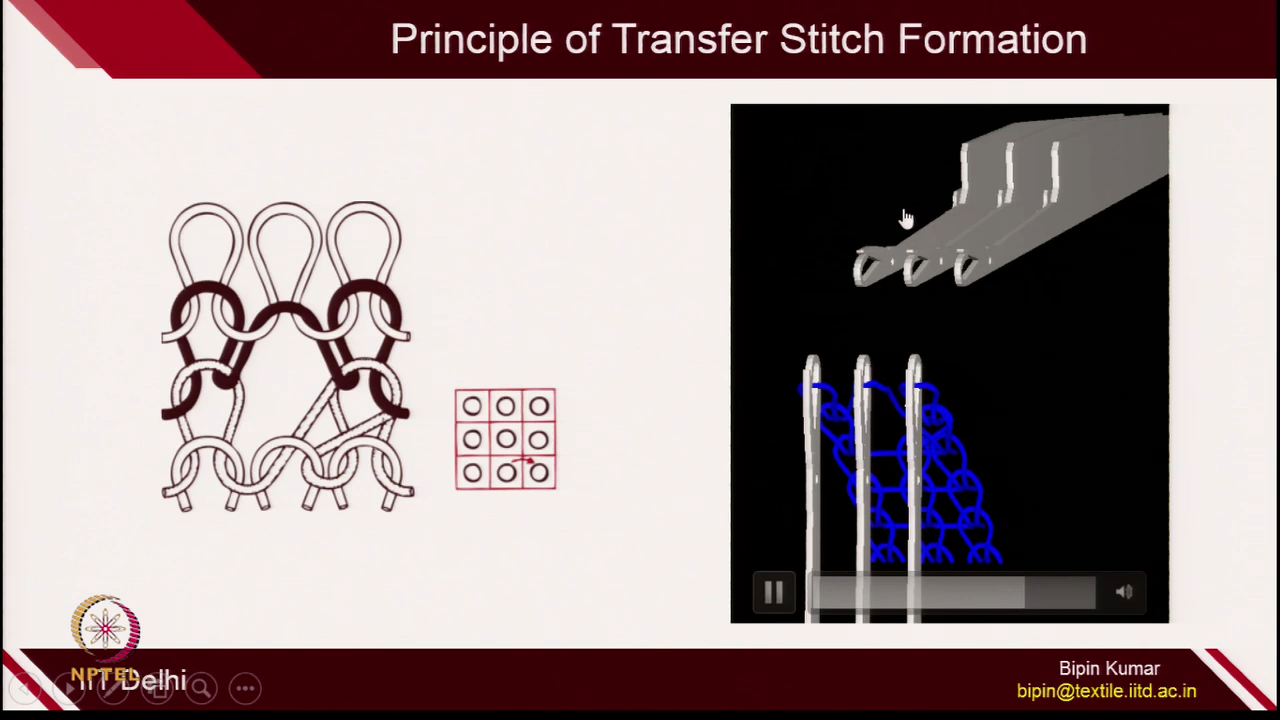 Principle of Transfer Stitch Formation
NPTEL
IIT Delhi
Bipin Kumar
bipin@textile.iitd.ac.in